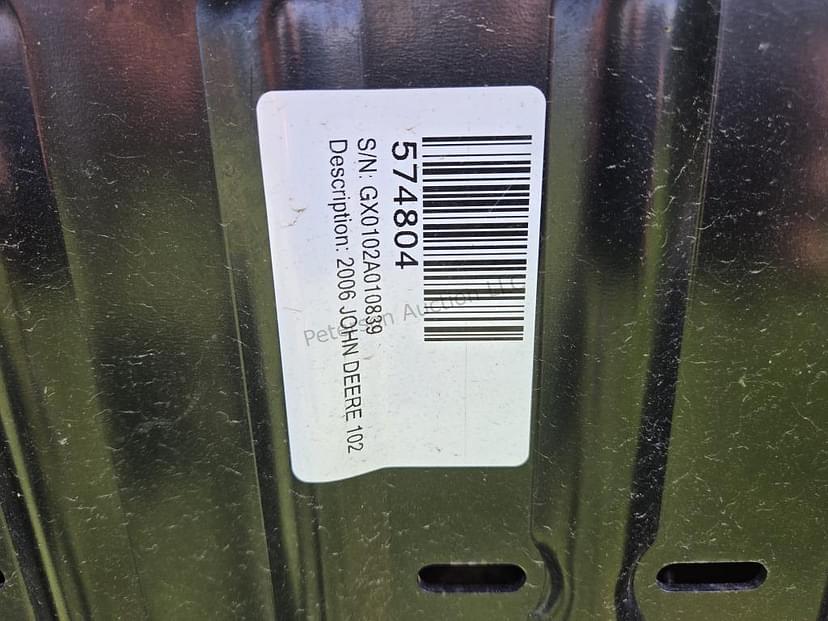 574804
S/N: GX0102A010839
Description: 2006 JOHN DEERE 102
Peterson Auction LLC